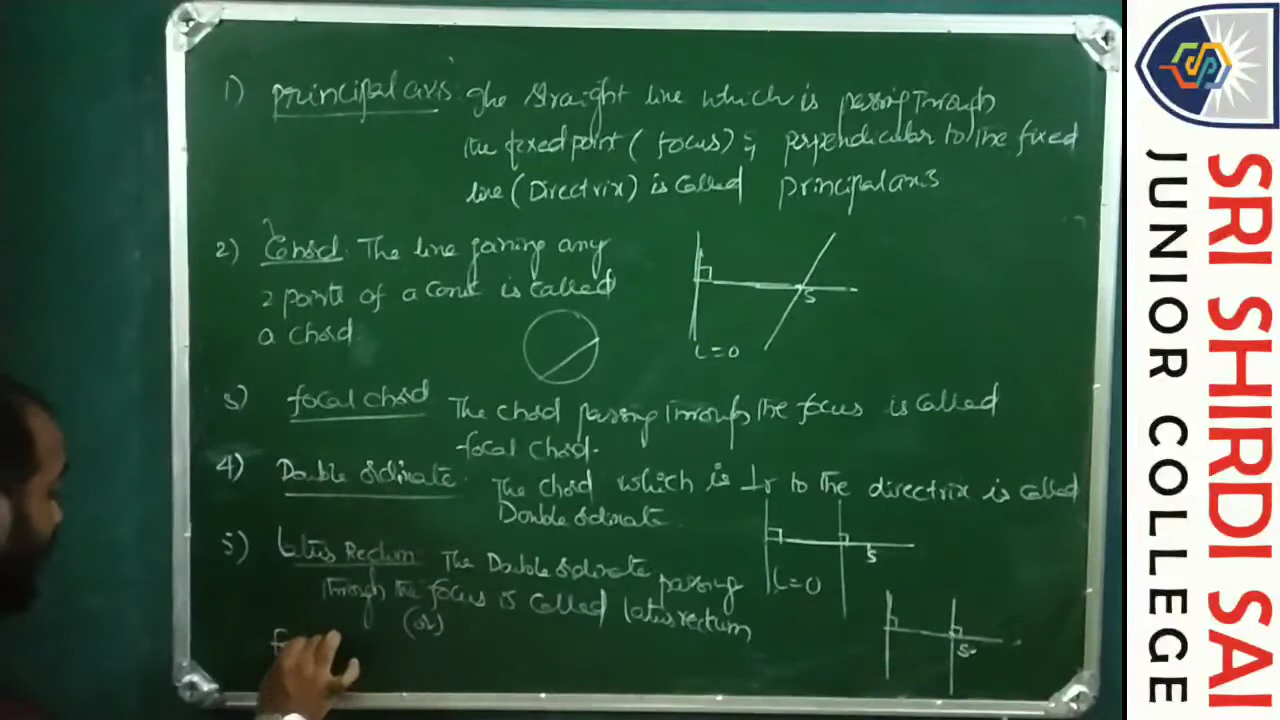 1) principal axis: The straight line which is passing through
the fixed point (focus) & perpendicular to the fixed
line (Directrix) is called principal axis
2) Chord. The line joining any
2 points of a conic is called
a chord.
S
L=0
3) focal chord The chord passing through the focus is called
focal chord.
4) Double ordinate. The chord which is ⊥r to the directrix is called
Double ordinate.
S
L=0
5) Latus Rectum The Double ordinate passing
through the focus is called latus rectum
(or)
S
SRI SHIRDI SAI
JUNIOR COLLEGE